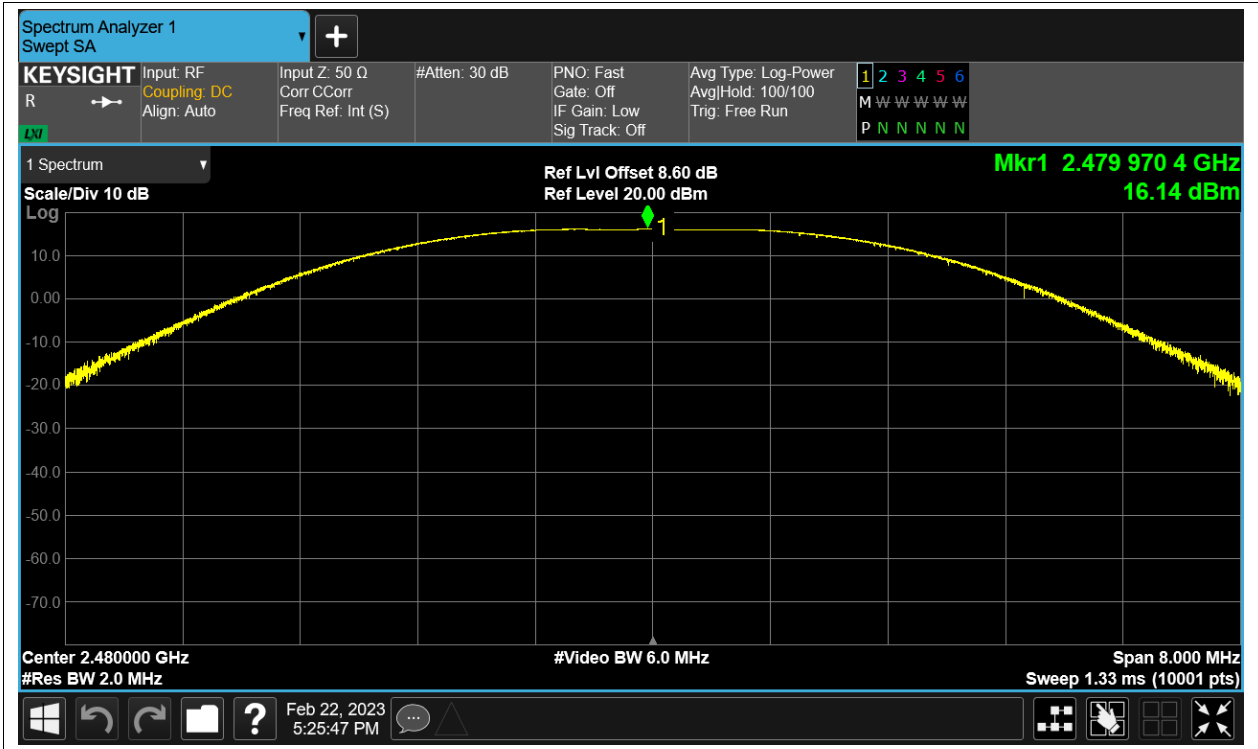 Spectrum Analyzer 1
Swept SA
+
KEYSIGHT
R
LXI
Input: RF
Coupling: DC
Align: Auto
Input Z: 50 Ω
Corr CCorr
Freq Ref: Int (S)
#Atten: 30 dB
PNO: Fast
Gate: Off
IF Gain: Low
Sig Track: Off
Avg Type: Log-Power
Avg|Hold: 100/100
Trig: Free Run
1 2 3 4 5 6
M W W W W W
P N N N N N
1 Spectrum
Scale/Div 10 dB
Log
Ref Lvl Offset 8.60 dB
Ref Level 20.00 dBm
Mkr1 2.479 970 4 GHz
16.14 dBm
1
10.0
0.00
-10.0
-20.0
-30.0
-40.0
-50.0
-60.0
-70.0
Center 2.480000 GHz
#Res BW 2.0 MHz
#Video BW 6.0 MHz
Span 8.000 MHz
Sweep 1.33 ms (10001 pts)
?
Feb 22, 2023
5:25:47 PM